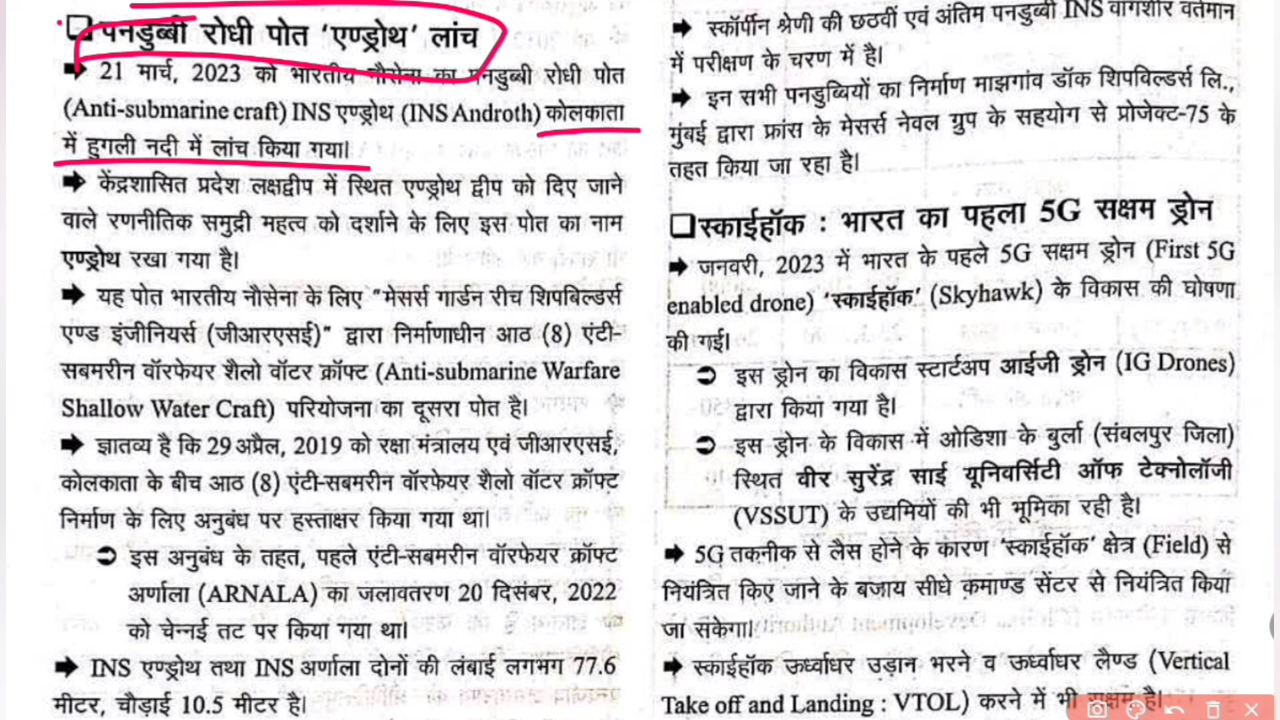 ❑ पनडुब्बी रोधी पोत 'एण्ड्रोथ' लांच
➡ 21 मार्च, 2023 को भारतीय नौसेना का पनडुब्बी रोधी पोत
(Anti-submarine craft) INS एण्ड्रोथ (INS Androth) कोलकाता
में हुगली नदी में लांच किया गया।
➡ केंद्रशासित प्रदेश लक्षद्वीप में स्थित एण्ड्रोथ द्वीप को दिए जाने
वाले रणनीतिक समुद्री महत्व को दर्शाने के लिए इस पोत का नाम
एण्ड्रोथ रखा गया है।
➡ यह पोत भारतीय नौसेना के लिए "मेसर्स गार्डन रीच शिपबिल्डर्स
एण्ड इंजीनियर्स (जीआरएसई)" द्वारा निर्माणाधीन आठ (8) एंटी-
सबमरीन वॉरफेयर शैलो वॉटर क्रॉफ्ट (Anti-submarine Warfare
Shallow Water Craft) परियोजना का दूसरा पोत है।
➡ ज्ञातव्य है कि 29 अप्रैल, 2019 को रक्षा मंत्रालय एवं जीआरएसई,
कोलकाता के बीच आठ (8) एंटी-सबमरीन वॉरफेयर शैलो वॉटर क्रॉफ्ट
निर्माण के लिए अनुबंध पर हस्ताक्षर किया गया था।
➲ इस अनुबंध के तहत, पहले एंटी-सबमरीन वॉरफेयर क्रॉफ्ट
अर्णाला (ARNALA) का जलावतरण 20 दिसंबर, 2022
को चेन्नई तट पर किया गया था।
➡ INS एण्ड्रोथ तथा INS अर्णाला दोनों की लंबाई लगभग 77.6
मीटर, चौड़ाई 10.5 मीटर है।
➡ स्कॉर्पीन श्रेणी की छठवीं एवं अंतिम पनडुब्बी INS वागशीर वर्तमान
में परीक्षण के चरण में है।
➡ इन सभी पनडुब्बियों का निर्माण माझगांव डॉक शिपविल्डर्स लि.,
मुंबई द्वारा फ्रांस के मेसर्स नेवल ग्रुप के सहयोग से प्रोजेक्ट-75 के
तहत किया जा रहा है।
❑ स्काईहॉक : भारत का पहला 5G सक्षम ड्रोन
➡ जनवरी, 2023 में भारत के पहले 5G सक्षम ड्रोन (First 5G
enabled drone) 'स्काईहॉक' (Skyhawk) के विकास की घोषणा
की गई।
➲ इस ड्रोन का विकास स्टार्टअप आईजी ड्रोन (IG Drones)
द्वारा किया गया है।
➲ इस ड्रोन के विकास में ओडिशा के बुर्ला (संबलपुर जिला)
स्थित वीर सुरेंद्र साई यूनिवर्सिटी ऑफ टेक्नोलॉजी
(VSSUT) के उद्यमियों की भी भूमिका रही है।
➡ 5G तकनीक से लैस होने के कारण 'स्काईहॉक' क्षेत्र (Field) से
नियंत्रित किए जाने के बजाय सीधे कमाण्ड सेंटर से नियंत्रित किया
जा सकेगा।
➡ स्काईहॉक ऊर्ध्वाधर उड़ान भरने व ऊर्ध्वाधर लैण्ड (Vertical
Take off and Landing : VTOL) करने में भी सक्षम है।